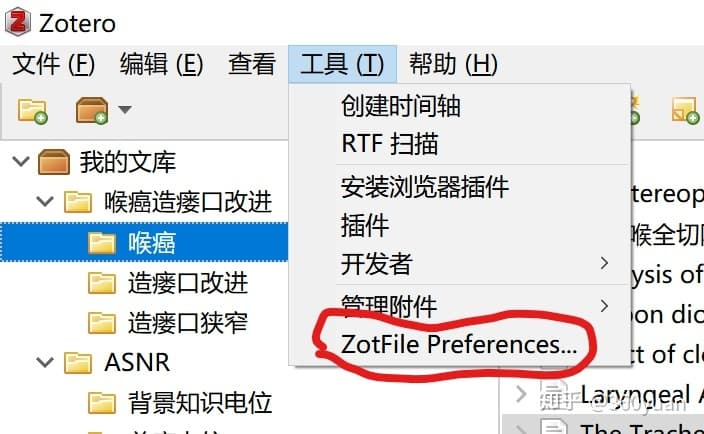 Zotero
文件 (F) 编辑 (E) 查看 工具 (T) 帮助 (H)
创建时间轴
RTF 扫描
安装浏览器插件
插件
开发者
管理附件
ZotFile Preferences...
我的文库
喉癌造瘘口改进
喉癌
造瘘口改进
造瘘口狭窄
ASNR
背景知识电位
tereop
喉全切除
ysis of
on dio
ct of cle
Laryngeal A
The Trache
知乎 @300yuan